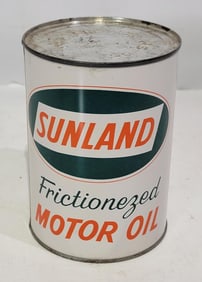 SUNLAND
Frictionezed
MOTOR OIL